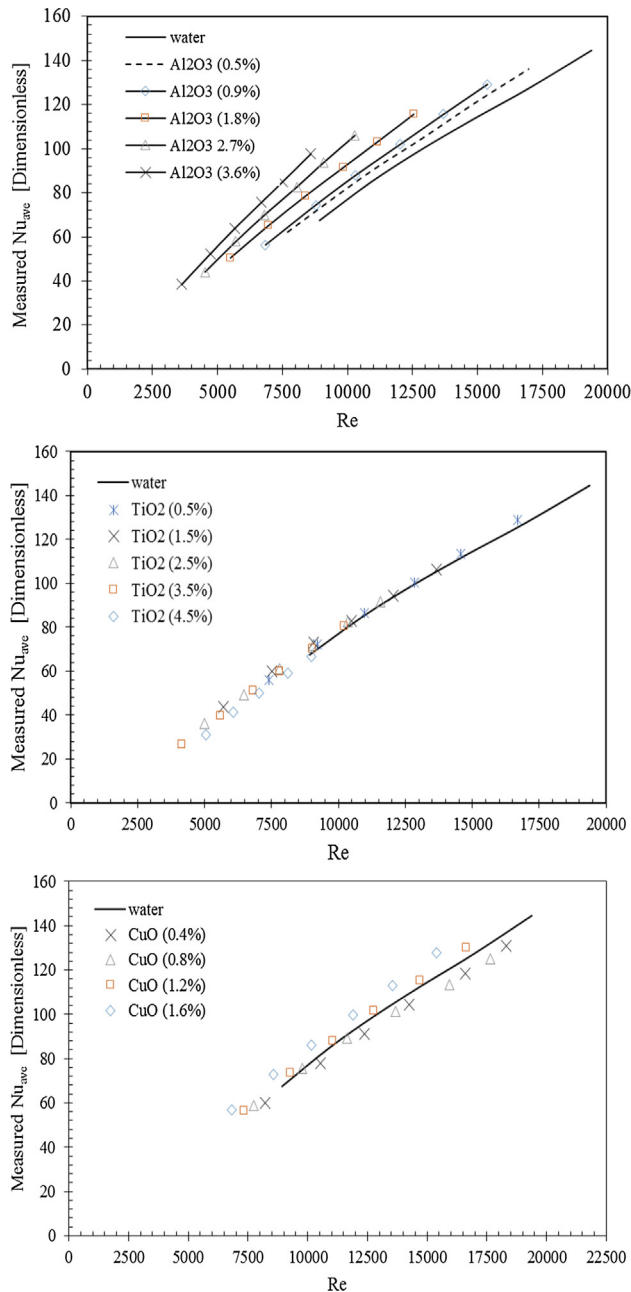 160
140
120
100
80
60
40
20
0
Measured Nuave [Dimensionless]
water
Al2O3 (0.5%)
Al2O3 (0.9%)
Al2O3 (1.8%)
Al2O3 2.7%)
Al2O3 (3.6%)
0 2500 5000 7500 10000 12500 15000 17500 20000
Re
160
140
120
100
80
60
40
20
0
Measured Nuave [Dimensionless]
water
TiO2 (0.5%)
TiO2 (1.5%)
TiO2 (2.5%)
TiO2 (3.5%)
TiO2 (4.5%)
0 2500 5000 7500 10000 12500 15000 17500 20000
Re
160
140
120
100
80
60
40
20
0
Measured Nuave [Dimensionless]
water
CuO (0.4%)
CuO (0.8%)
CuO (1.2%)
CuO (1.6%)
0 2500 5000 7500 10000 12500 15000 17500 20000 22500
Re